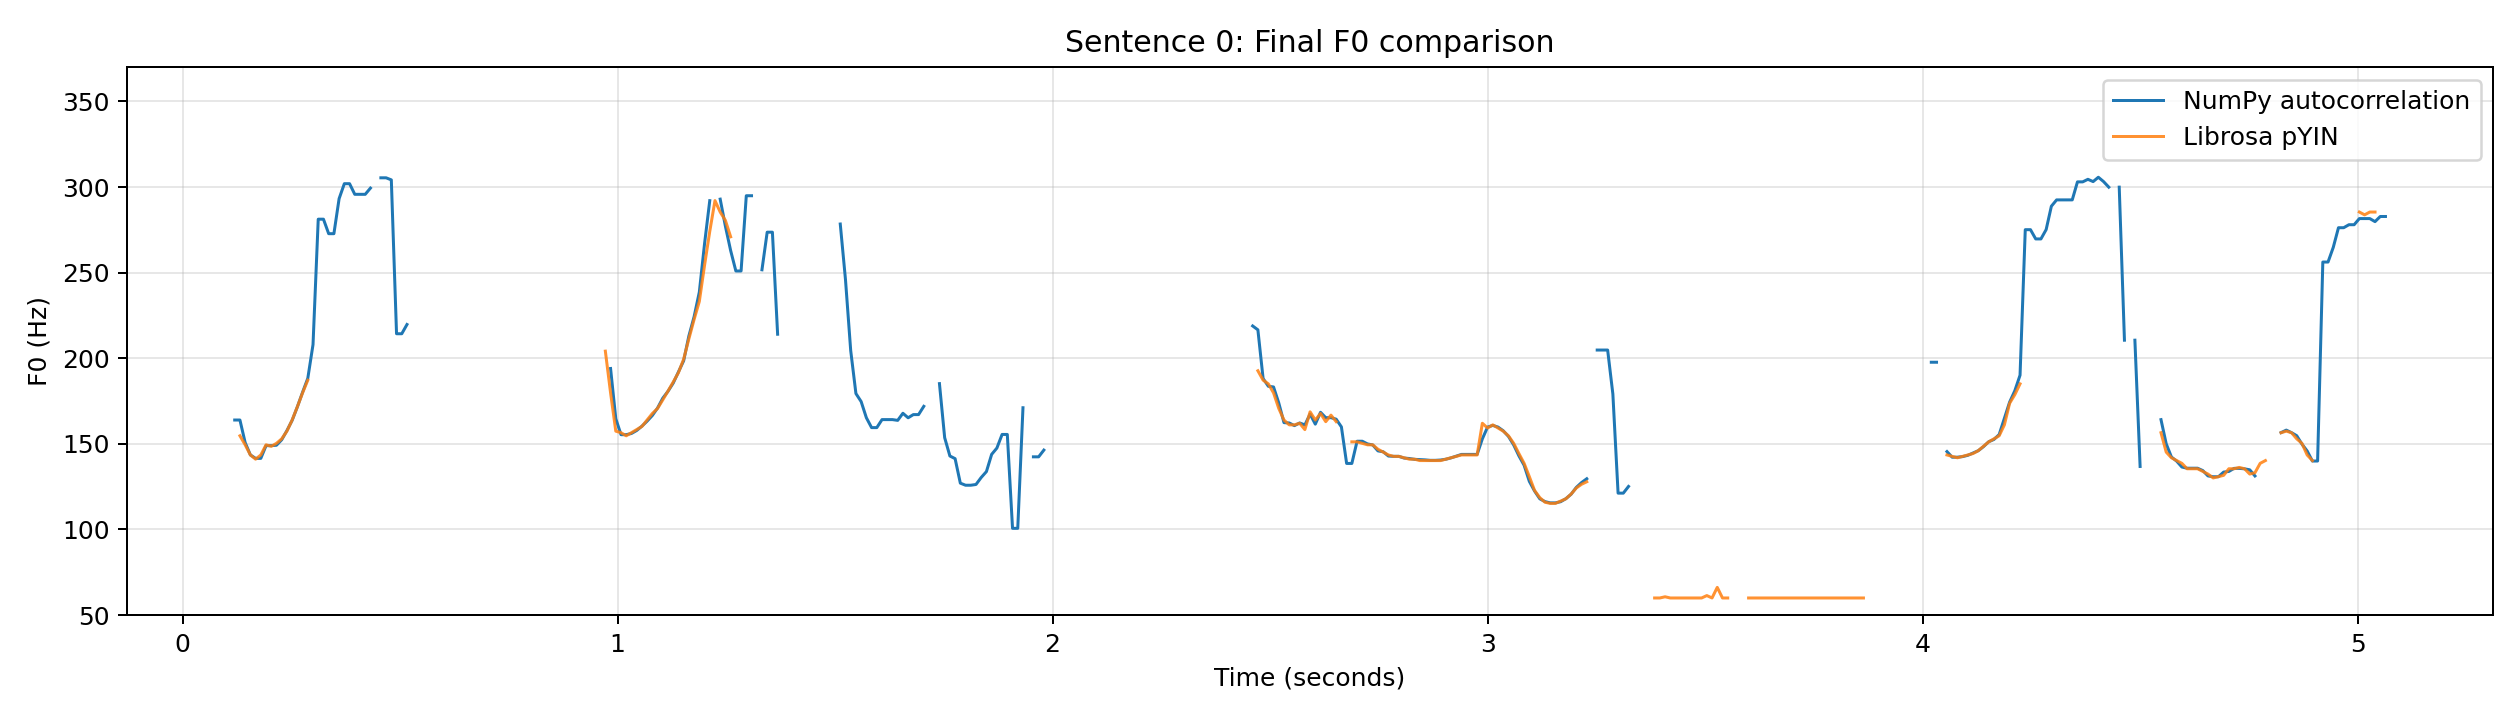 Sentence 0: Final F0 comparison
NumPy autocorrelation
Librosa pYIN
F0 (Hz)
350
300
250
200
150
100
50
0 1 2 3 4 5
Time (seconds)